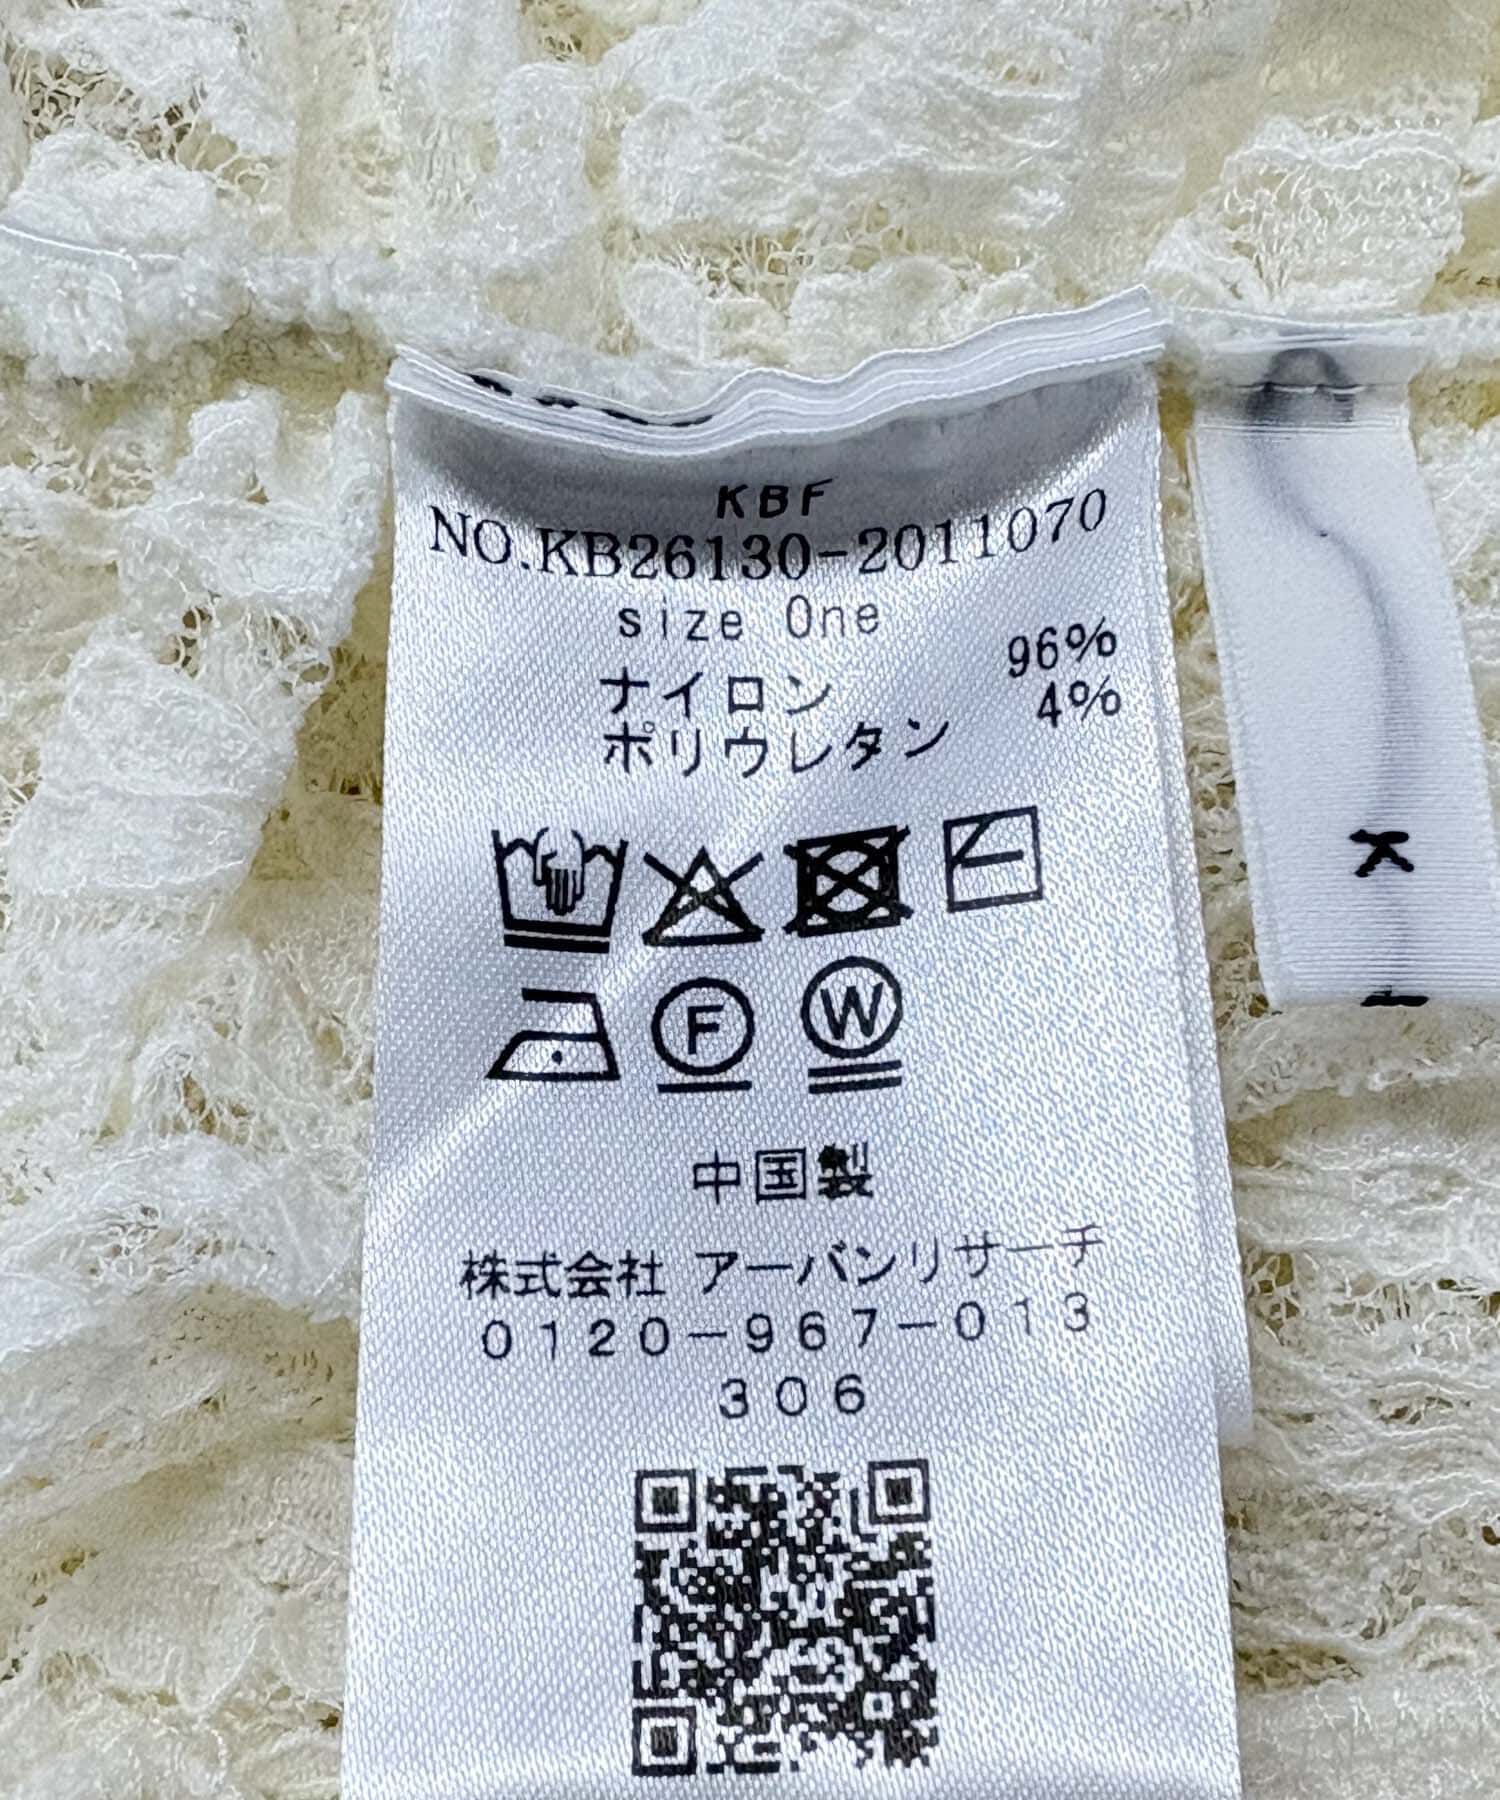 KBF
NO.KB26130-2011070
size One
ナイロン 96%
ポリウレタン 4%
F W
中国製
株式会社 アーバンリサーチ
0120-967-013
306
K